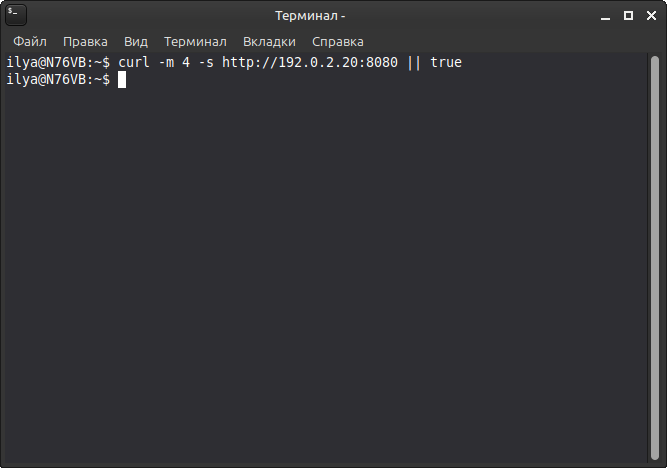 Терминал -
Файл Правка Вид Терминал Вкладки Справка
ilya@N76VB:~$ curl -m 4 -s http://192.0.2.20:8080 || true
ilya@N76VB:~$